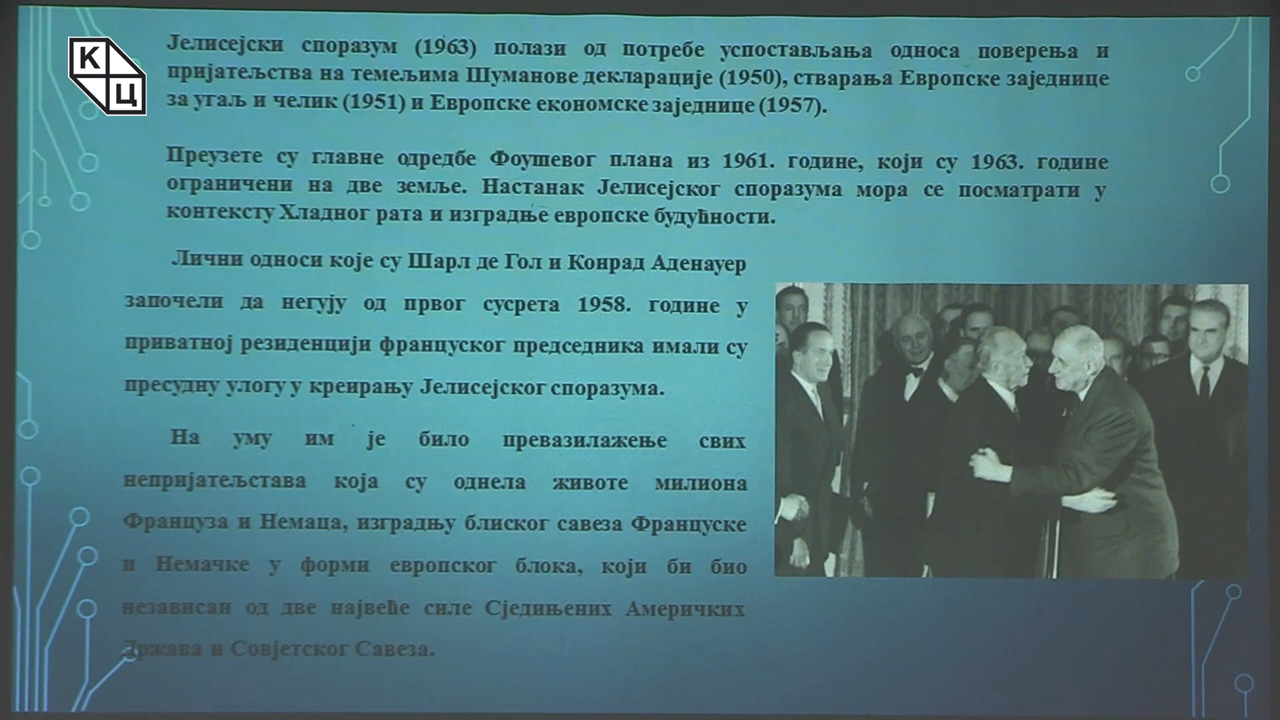 КЦ
Јелисејски споразум (1963) полази од потребе успостављања односа поверења и
пријатељства на темељима Шуманове декларације (1950), стварања Европске заједнице
за угаљ и челик (1951) и Европске економске заједнице (1957).
Преузете су главне одредбе Фоушевог плана из 1961. године, који су 1963. године
ограничени на две земље. Настанак Јелисејског споразума мора се посматрати у
контексту Хладног рата и изградње европске будућности.
Лични односи које су Шарл де Гол и Конрад Аденауер
започели да негују од првог сусрета 1958. године у
приватној резиденцији француског председника имали су
пресудну улогу у креирању Јелисејског споразума.
На уму им је било превазилажење свих
непријатељстава која су однела животе милиона
Француза и Немаца, изградњу блиског савеза Француске
и Немачке у форми европског блока, који би био
независан од две највеће силе Сједињених Америчких
Држава и Совјетског Савеза.